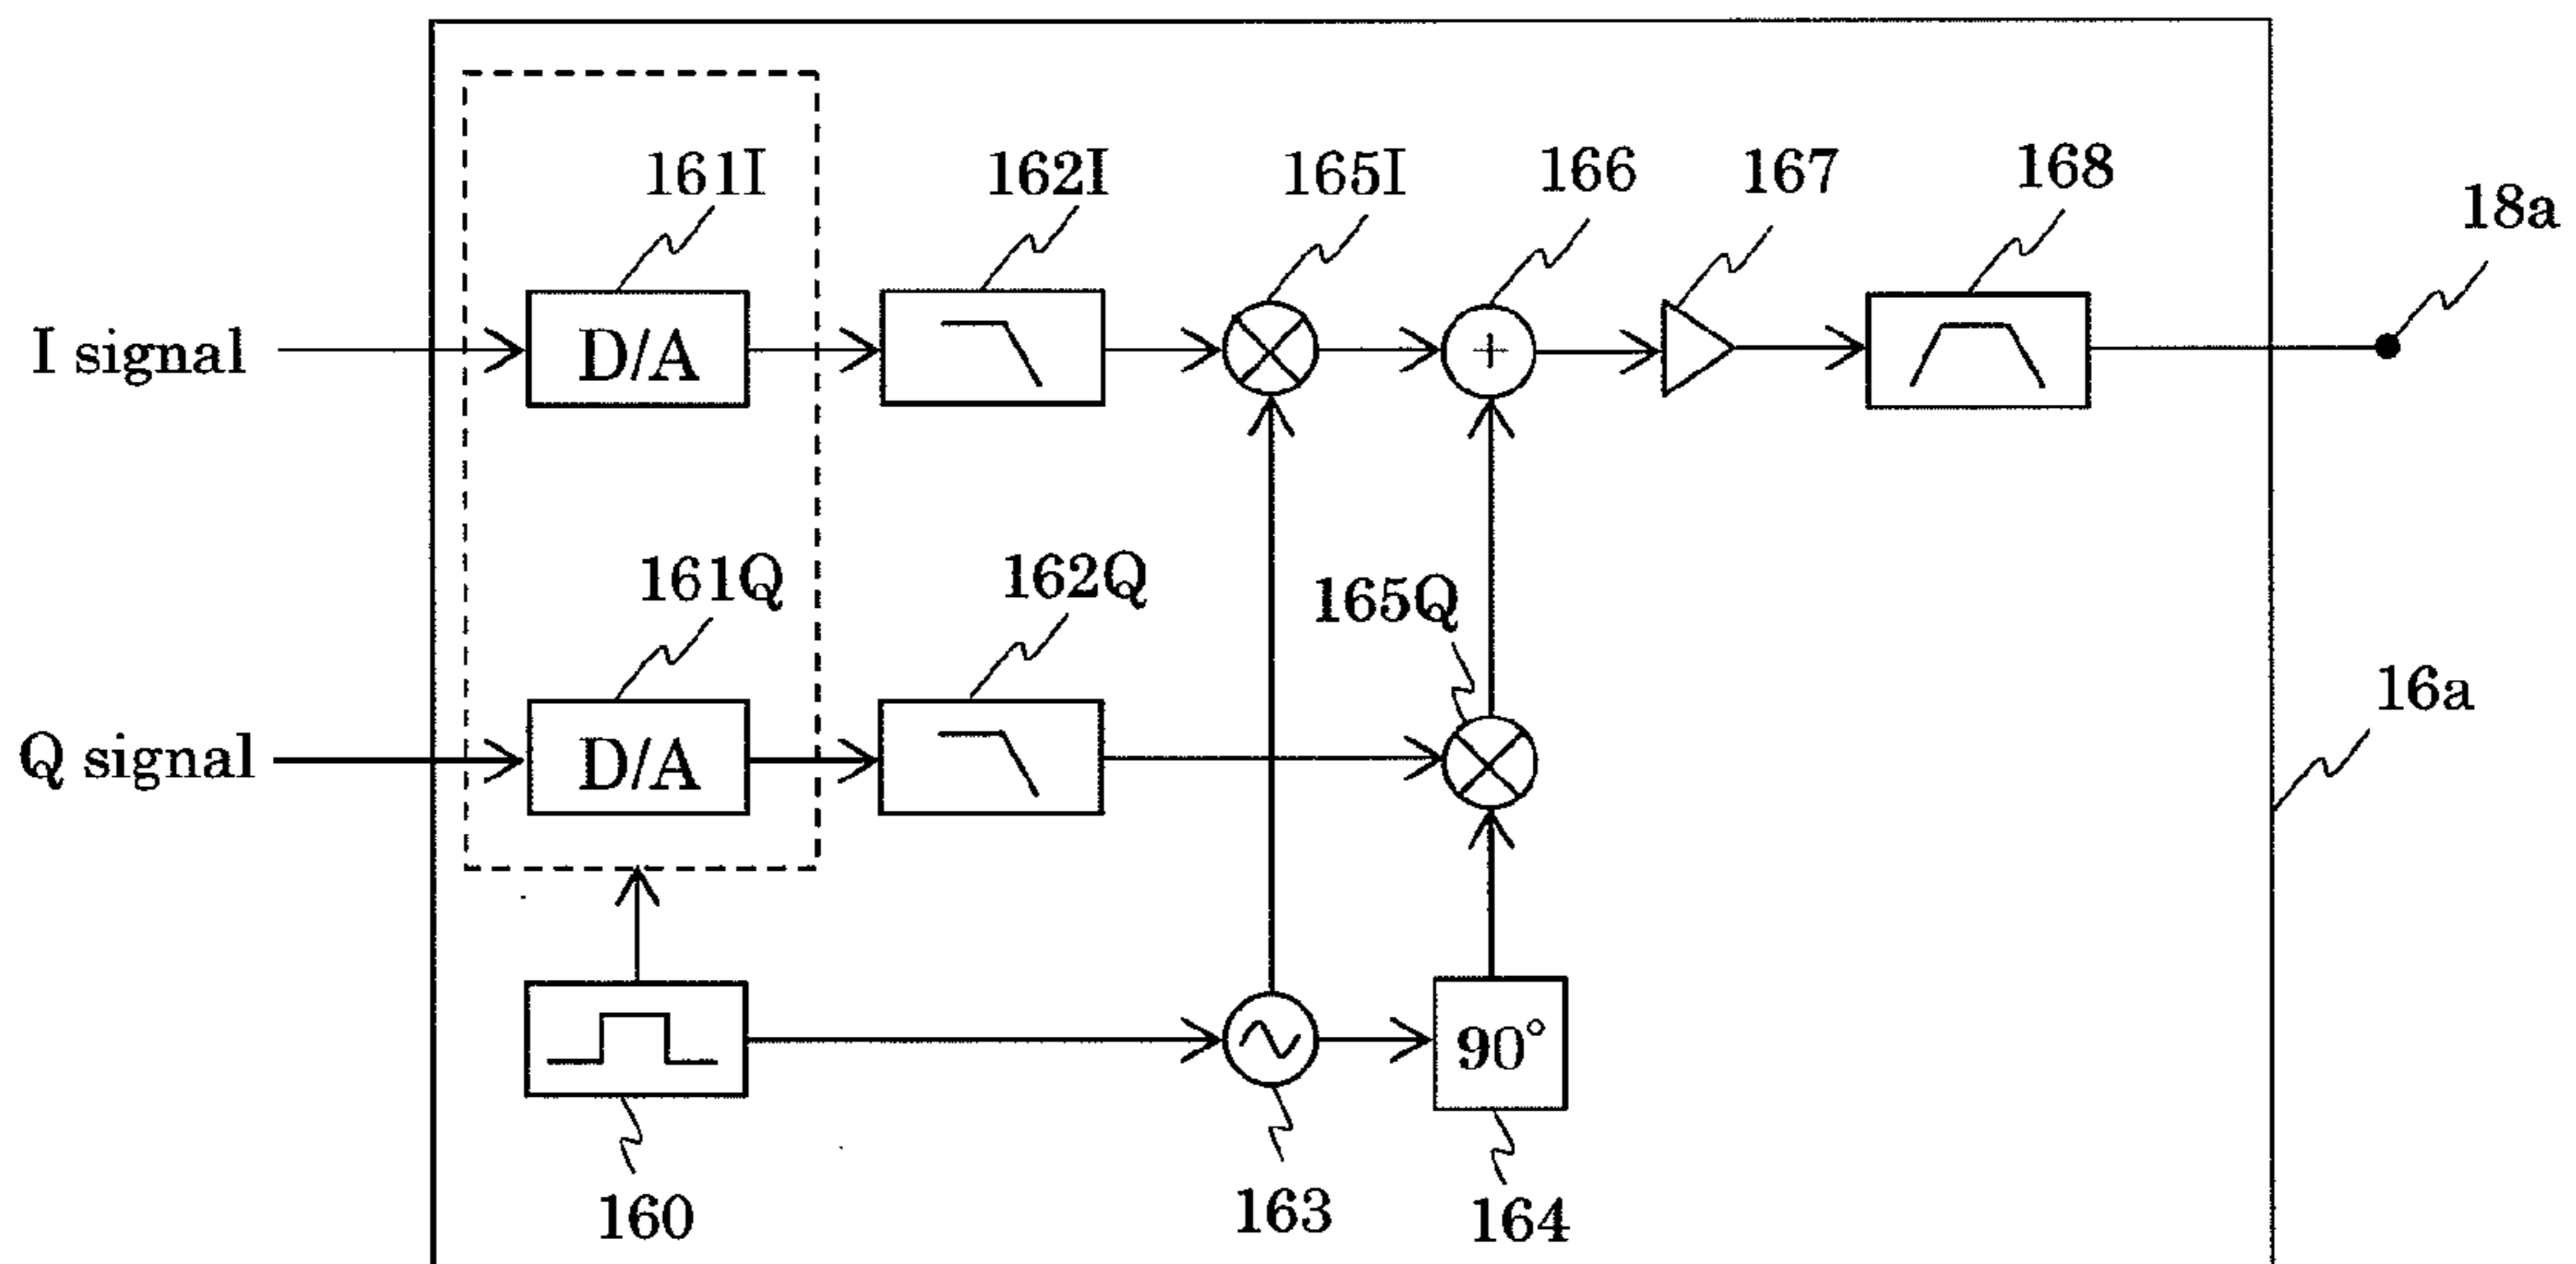 161I
162I
165I
166
167
168
18a
I signal
D/A
+
161Q
162Q
165Q
16a
Q signal
D/A
90°
160
163
164